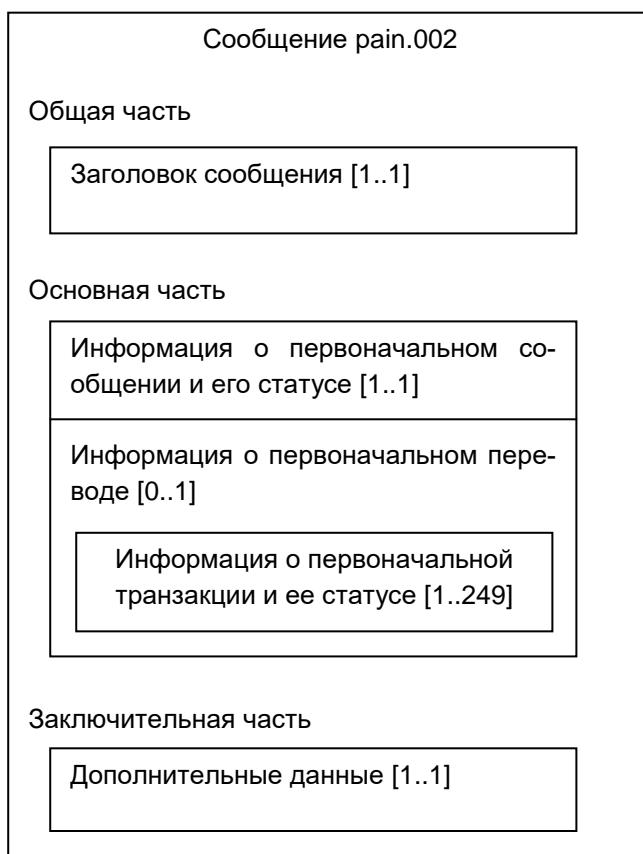 Сообщение pain.002
Общая часть
Заголовок сообщения [1..1]
Основная часть
Информация о первоначальном со-
общении и его статусе [1..1]
Информация о первоначальном пере-
воде [0..1]
Информация о первоначальной
транзакции и ее статусе [1..249]
Заключительная часть
Дополнительные данные [1..1]